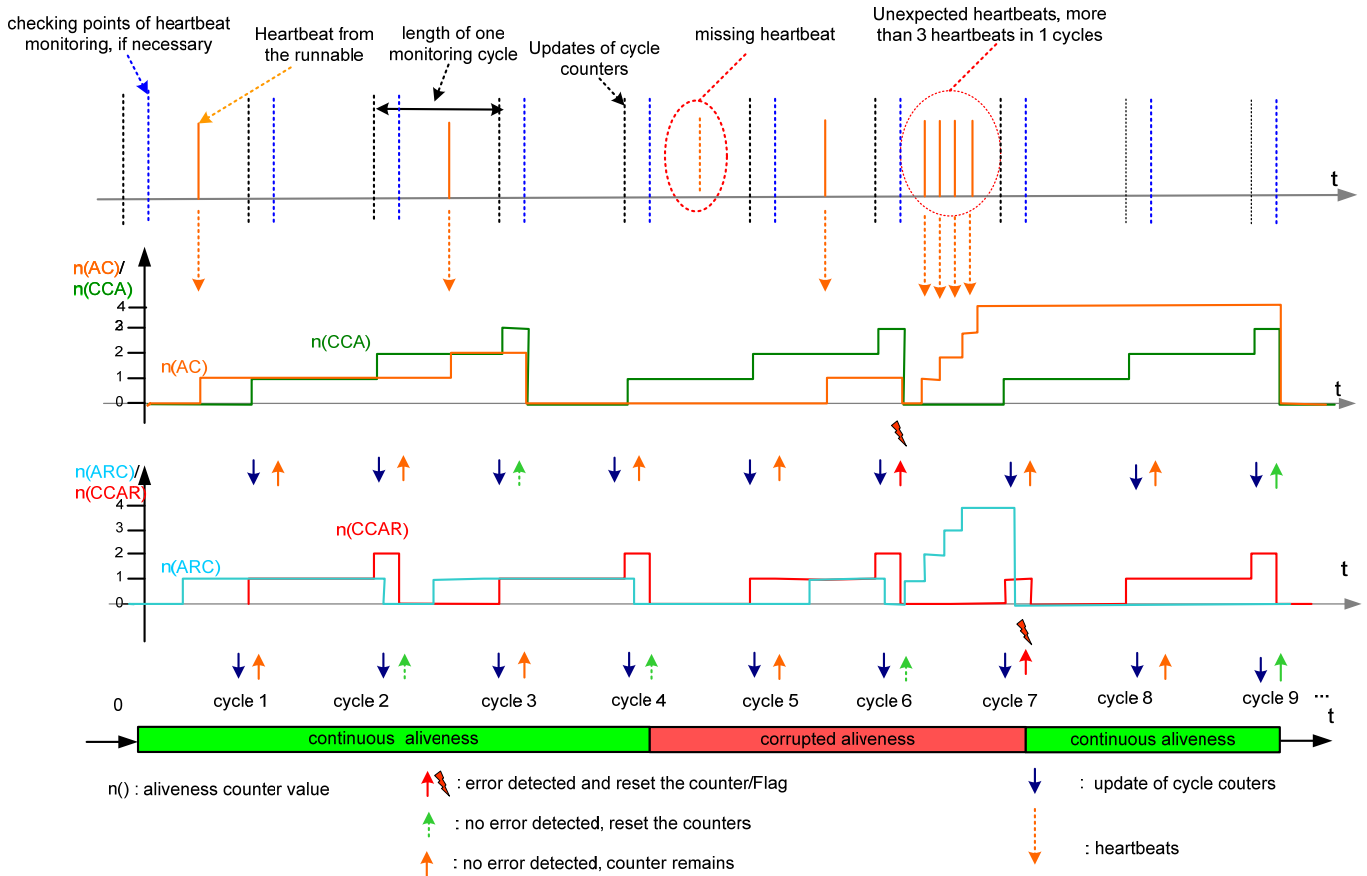 checking points of heartbeat
monitoring, if necessary
Heartbeat from
the runnable
length of one
monitoring cycle
Updates of cycle
counters
missing heartbeat
Unexpected heartbeats, more
than 3 heartbeats in 1 cycles
t
n(AC)/
n(CCA)
4
3
2
1
0
n(CCA)
n(AC)
t
n(ARC)/
n(CCAR)
4
3
2
1
0
n(CCAR)
n(ARC)
t
0
cycle 1
cycle 2
cycle 3
cycle 4
cycle 5
cycle 6
cycle 7
cycle 8
cycle 9
...
t
continuous aliveness
corrupted aliveness
continuous aliveness
n() : aliveness counter value
: error detected and reset the counter/Flag
: no error detected, reset the counters
: no error detected, counter remains
: update of cycle couters
: heartbeats